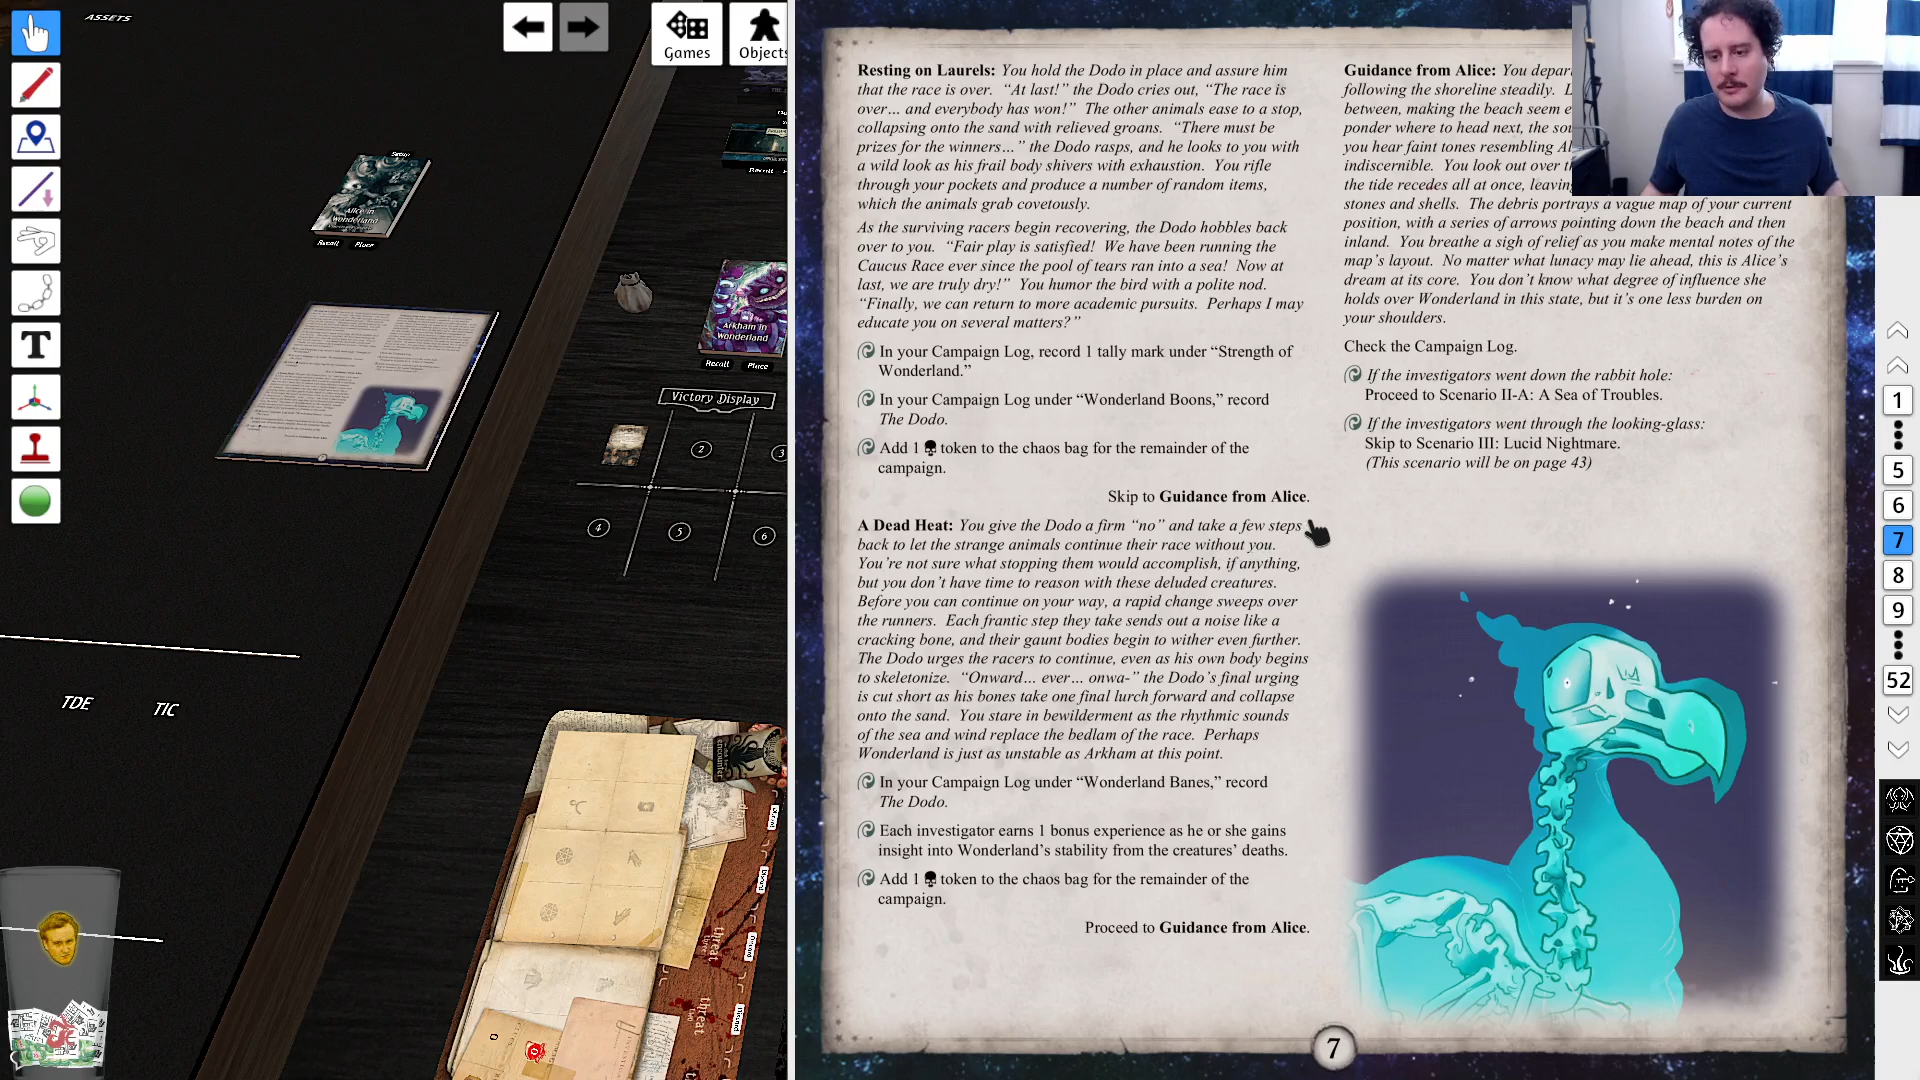 ASSETS
Games
Objects
Setup
Alice in
Wonderland
Recall Place
Arkham in
Wonderland
Recall Place
Victory Display
2
3
4
5
6
TDE TIC
Resting on Laurels: You hold the Dodo in place and assure him
that the race is over. “At last!” the Dodo cries out, “The race is
over… and everybody has won!” The other animals ease to a stop,
collapsing onto the sand with relieved groans. “There must be
prizes for the winners…” the Dodo rasps, and he looks to you with
a wild look as his frail body shivers with exhaustion. You rifle
through your pockets and produce a number of random items,
which the animals grab covetously.
As the surviving racers begin recovering, the Dodo hobbles back
over to you. “Fair play is satisfied! We have been running the
Caucus Race ever since the pool of tears ran into a sea! Now at
last, we are truly dry!” You humor the bird with a polite nod.
“Finally, we can return to more academic pursuits. Perhaps I may
educate you on several matters?”
In your Campaign Log, record 1 tally mark under “Strength of
Wonderland.”
In your Campaign Log under “Wonderland Boons,” record
The Dodo.
Add 1 token to the chaos bag for the remainder of the
campaign.
Skip to Guidance from Alice.
A Dead Heat: You give the Dodo a firm “no” and take a few steps
back to let the strange animals continue their race without you.
You’re not sure what stopping them would accomplish, if anything,
but you don’t have time to reason with these deluded creatures.
Before you can continue on your way, a rapid change sweeps over
the runners. Each frantic step they take sends out a noise like a
cracking bone, and their gaunt bodies begin to wither even further.
The Dodo urges the racers to continue, even as his own body begins
to skeletonize. “Onward… ever… onwa-” the Dodo’s final urging
is cut short as his bones take one final lurch forward and collapse
onto the sand. You stare in bewilderment as the rhythmic sounds
of the sea and wind replace the bedlam of the race. Perhaps
Wonderland is just as unstable as Arkham at this point.
In your Campaign Log under “Wonderland Banes,” record
The Dodo.
Each investigator earns 1 bonus experience as he or she gains
insight into Wonderland’s stability from the creatures’ deaths.
Add 1 token to the chaos bag for the remainder of the
campaign.
Proceed to Guidance from Alice.
Guidance from Alice: You depar
following the shoreline steadily.
between, making the beach seem e
ponder where to head next, the sou
you hear faint tones resembling Al
indiscernible. You look out over t
the tide recedes all at once, leaving
stones and shells. The debris portrays a vague map of your current
position, with a series of arrows pointing down the beach and then
inland. You breathe a sigh of relief as you make mental notes of the
map’s layout. No matter what lunacy may lie ahead, this is Alice’s
dream at its core. You don’t know what degree of influence she
holds over Wonderland in this state, but it’s one less burden on
your shoulders.
Check the Campaign Log.
If the investigators went down the rabbit hole:
Proceed to Scenario II-A: A Sea of Troubles.
If the investigators went through the looking-glass:
Skip to Scenario III: Lucid Nightmare.
(This scenario will be on page 43)
7
1
5
6
7
8
9
52